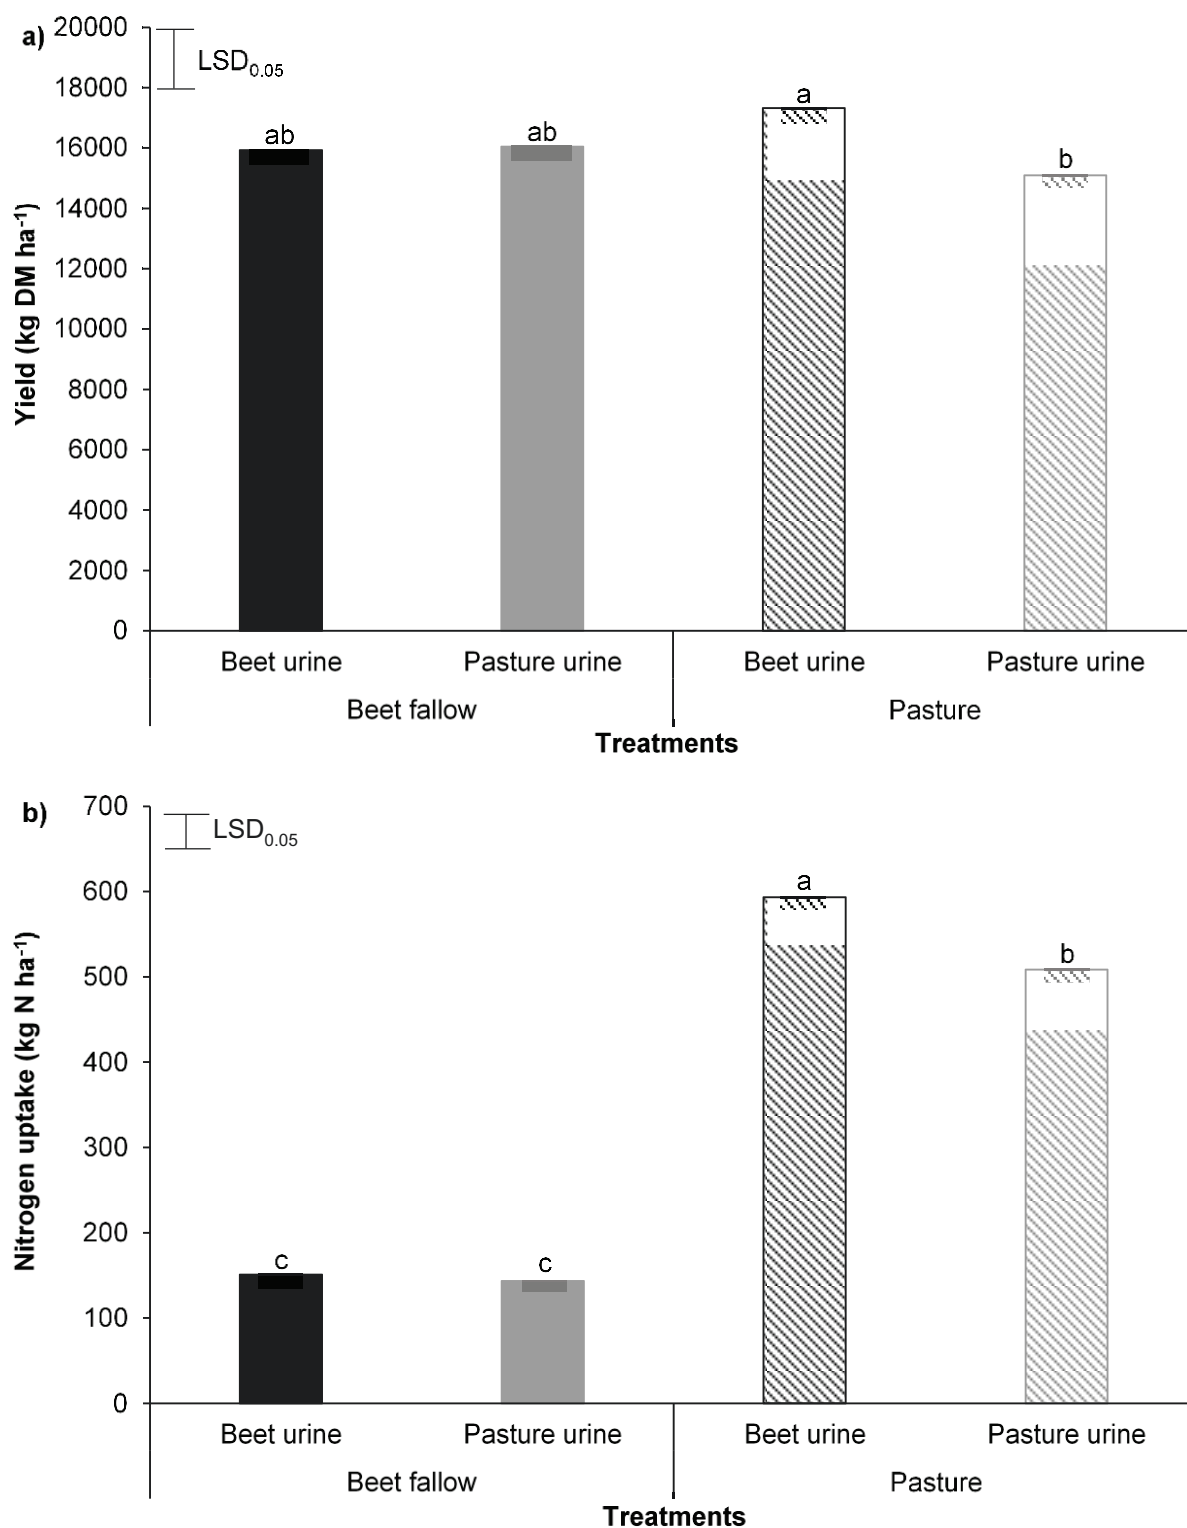 a)
20000
LSD0.05
18000
a
ab
ab
16000
b
14000
12000
Yield (kg DM ha-1)
10000
8000
6000
4000
2000
0
Beet urine Pasture urine Beet urine Pasture urine
Beet fallow Pasture
Treatments
b)
700
LSD0.05
600
a
b
500
Nitrogen uptake (kg N ha-1)
400
300
200
c
c
100
0
Beet urine Pasture urine Beet urine Pasture urine
Beet fallow Pasture
Treatments